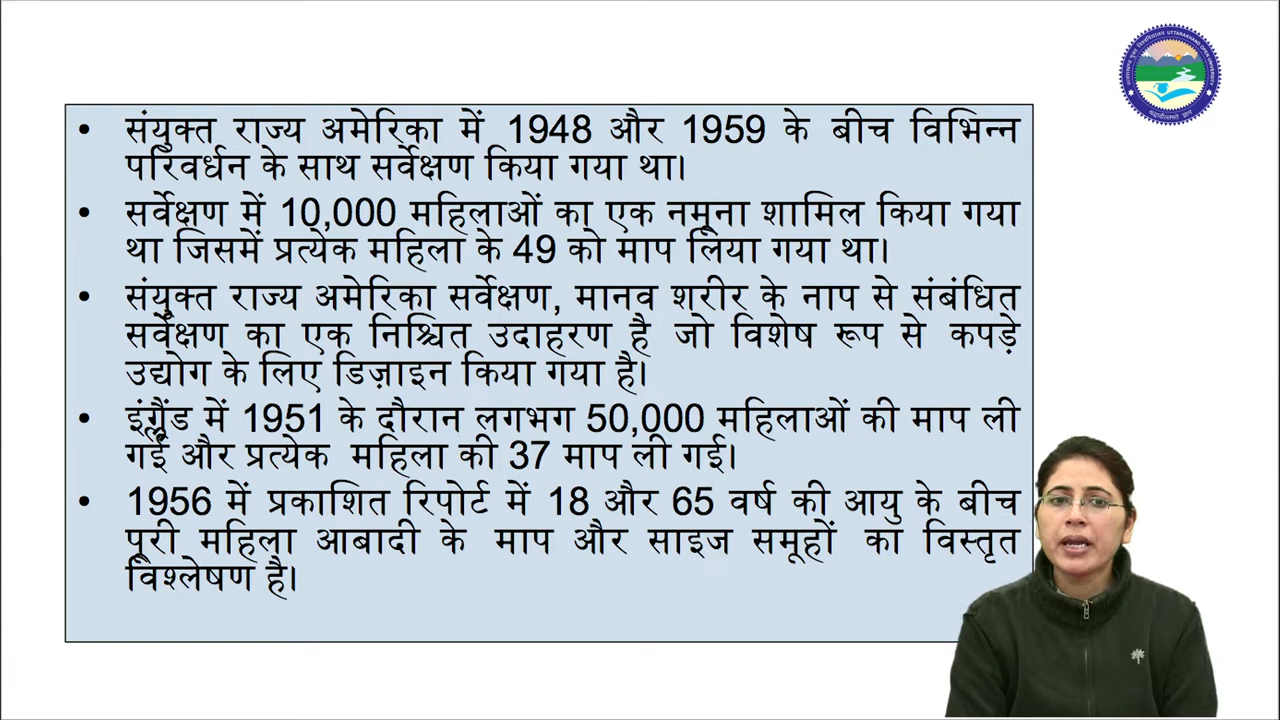 UTTARAKHAND OPEN UNIVERSITY
• संयुक्त राज्य अमेरिका में 1948 और 1959 के बीच विभिन्न
परिवर्धन के साथ सर्वेक्षण किया गया था।
• सर्वेक्षण में 10,000 महिलाओं का एक नमूना शामिल किया गया
था जिसमें प्रत्येक महिला के 49 को माप लिया गया था।
• संयुक्त राज्य अमेरिका सर्वेक्षण, मानव शरीर के नाप से संबंधित
सर्वेक्षण का एक निश्चित उदाहरण है जो विशेष रूप से कपड़े
उद्योग के लिए डिज़ाइन किया गया है।
• इंग्लैंड में 1951 के दौरान लगभग 50,000 महिलाओं की माप ली
गई और प्रत्येक महिला की 37 माप ली गई।
• 1956 में प्रकाशित रिपोर्ट में 18 और 65 वर्ष की आयु के बीच
पूरी महिला आबादी के माप और साइज समूहों का विस्तृत
विश्लेषण है।